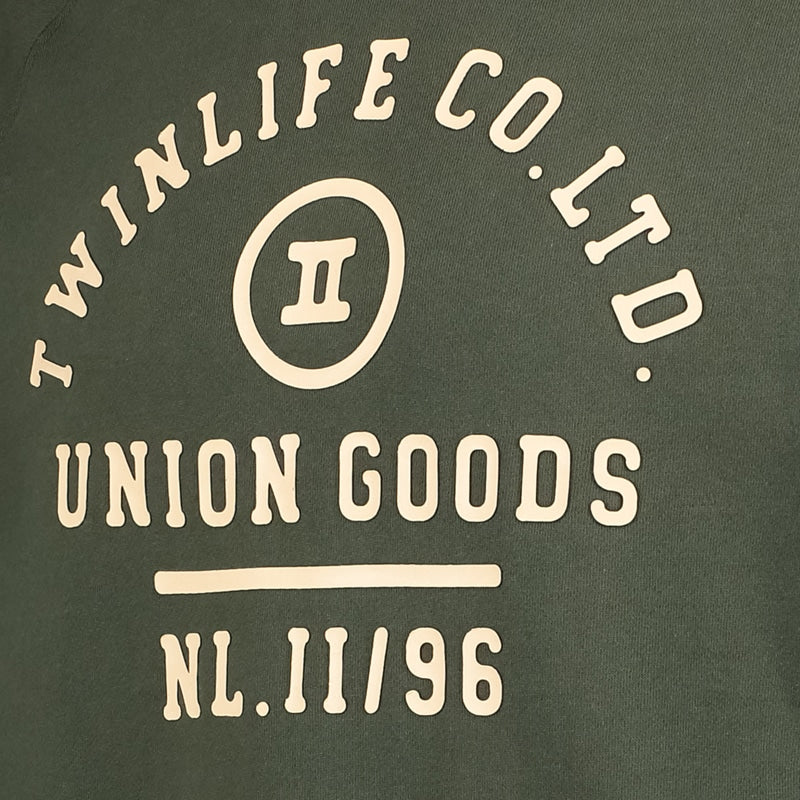 TWINLIFE CO.LTD.
II
UNION GOODS
NL.II/96